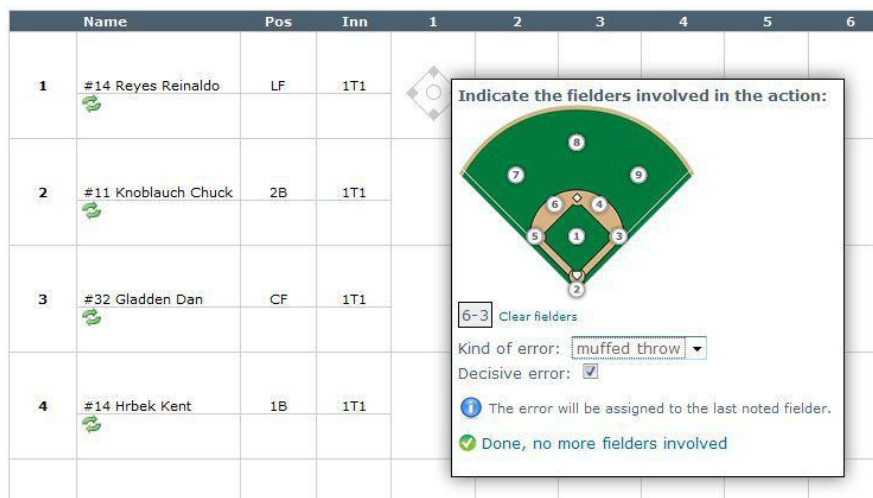 Name Pos Inn 1 2 3 4 5 6
1 #14 Reyes Reinaldo LF 1T1
2 #11 Knoblauch Chuck 2B 1T1
3 #32 Gladden Dan CF 1T1
4 #14 Hrbek Kent 1B 1T1
Indicate the fielders involved in the action:
8
7 9
6 4
5 1 3
2
6-3 Clear fielders
Kind of error: muffed throw
Decisive error:
The error will be assigned to the last noted fielder.
Done, no more fielders involved